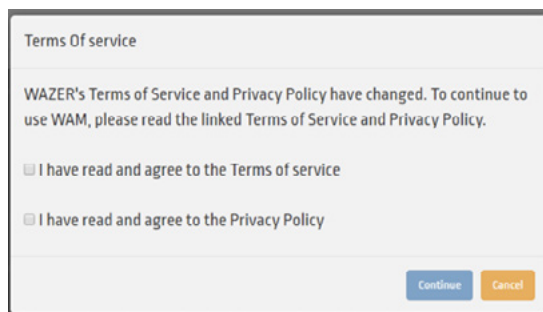 Terms Of service
WAZER's Terms of Service and Privacy Policy have changed. To continue to
use WAM, please read the linked Terms of Service and Privacy Policy.
I have read and agree to the Terms of service
I have read and agree to the Privacy Policy
Continue Cancel